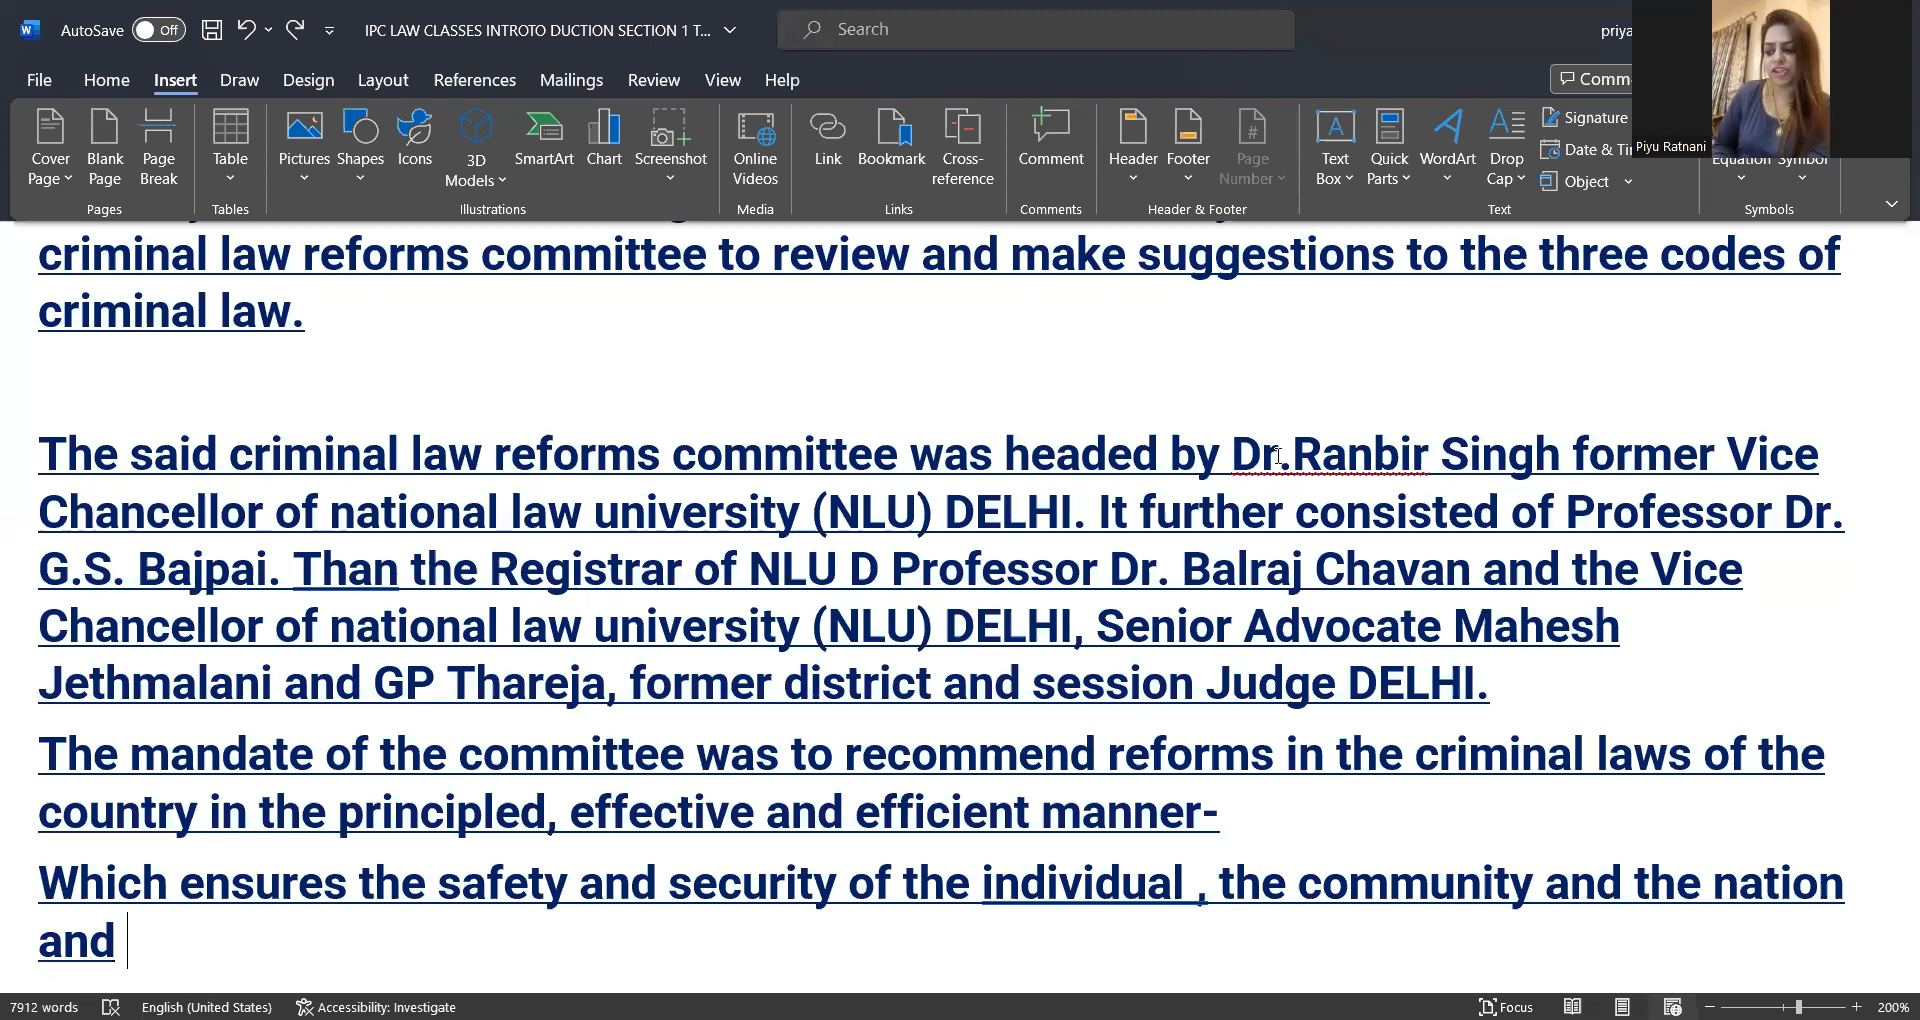 AutoSave Off IPC LAW CLASSES INTROTO DUCTION SECTION 1 T... Search priya
File Home Insert Draw Design Layout References Mailings Review View Help Comm
Cover Page Blank Page Page Break Table Pictures Shapes Icons 3D Models SmartArt Chart Screenshot Online Videos Link Bookmark Cross-reference Comment Header Footer Page Number Text Box Quick Parts WordArt Drop Cap Signature Date & Ti Object Equation Symbol
Piyu Ratnani
Pages Tables Illustrations Media Links Comments Header & Footer Text Symbols
criminal law reforms committee to review and make suggestions to the three codes of
criminal law.
The said criminal law reforms committee was headed by Dr.Ranbir Singh former Vice
Chancellor of national law university (NLU) DELHI. It further consisted of Professor Dr.
G.S. Bajpai. Than the Registrar of NLU D Professor Dr. Balraj Chavan and the Vice
Chancellor of national law university (NLU) DELHI, Senior Advocate Mahesh
Jethmalani and GP Thareja, former district and session Judge DELHI.
The mandate of the committee was to recommend reforms in the criminal laws of the
country in the principled, effective and efficient manner-
Which ensures the safety and security of the individual , the community and the nation
and
7912 words English (United States) Accessibility: Investigate Focus 200%